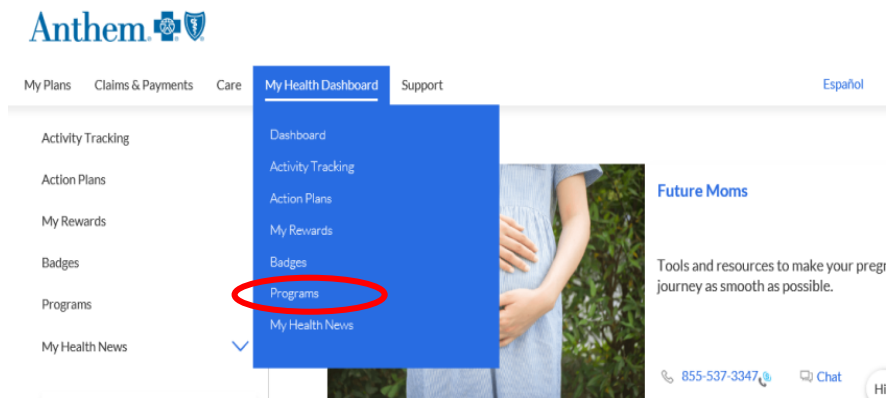 Anthem.
My Plans Claims & Payments Care My Health Dashboard Support Español
Activity Tracking
Action Plans
My Rewards
Badges
Programs
My Health News
Dashboard
Activity Tracking
Action Plans
My Rewards
Badges
Programs
My Health News
Future Moms
Tools and resources to make your pregr
journey as smooth as possible.
855-537-3347 Chat
Hi